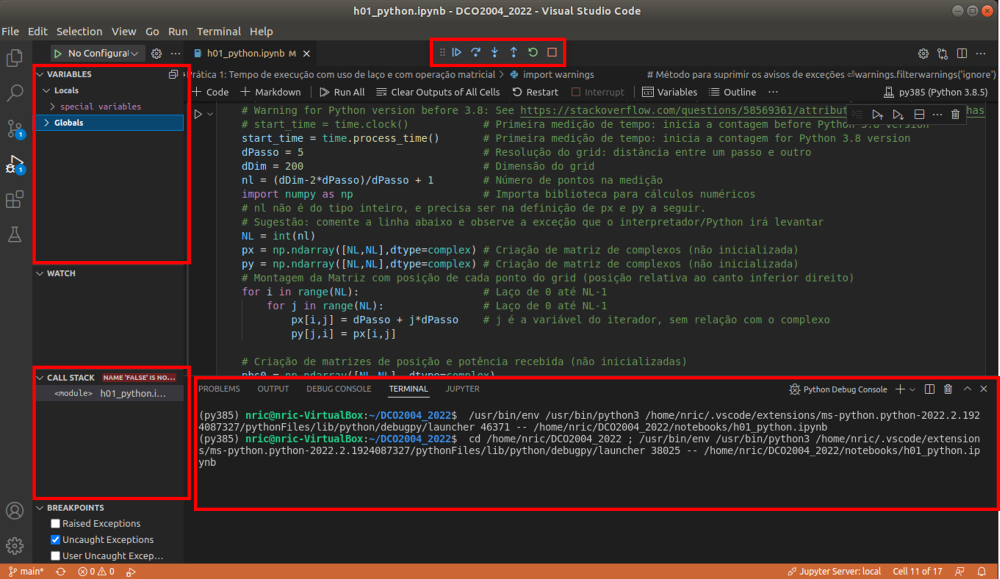 h01_python.ipynb - DCO2004_2022 - Visual Studio Code
File Edit Selection View Go Run Terminal Help
No Configura
h01_python.ipynb M
VARIABLES
Locals
special variables
Globals
WATCH
CALL STACK NAME 'FALSE' IS NO...
<module> h01_python.i...
BREAKPOINTS
Raised Exceptions
Uncaught Exceptions
User Uncaught Excep...
Prática 1: Tempo de execução com uso de laço e com operação matricial > import warnings # Método para suprimir os avisos de exceções ⏎warnings.filterwarnings('ignore')
+ Code + Markdown Run All Clear Outputs of All Cells Restart Interrupt Variables Outline ... py385 (Python 3.8.5)
# Warning for Python version before 3.8: See https://stackoverflow.com/questions/58569361/attribut has
# start_time = time.clock() # Primeira medição de tempo: inicia a contagem before Python 3.8 version
start_time = time.process_time() # Primeira medição de tempo: inicia a contagem for Python 3.8 version
dPasso = 5 # Resolução do grid: distância entre um passo e outro
dDim = 200 # Dimensão do grid
nl = (dDim-2*dPasso)/dPasso + 1 # Número de pontos na medição
import numpy as np # Importa biblioteca para cálculos numéricos
# nl não é do tipo inteiro, e precisa ser na definição de px e py a seguir.
# Sugestão: comente a linha abaixo e observe a exceção que o interpretador/Python irá levantar
NL = int(nl)
px = np.ndarray([NL,NL],dtype=complex) # Criação de matriz de complexos (não inicializada)
py = np.ndarray([NL,NL],dtype=complex) # Criação de matriz de complexos (não inicializada)
# Montagem da Matriz com posição de cada ponto do grid (posição relativa ao canto inferior direito)
for i in range(NL): # Laço de 0 até NL-1
for j in range(NL): # Laço de 0 até NL-1
px[i,j] = dPasso + j*dPasso # j é a variável do iterador, sem relação com o complexo
py[j,i] = px[i,j]
# Criação de matrizes de posição e potência recebida (não inicializadas)
PROBLEMS OUTPUT DEBUG CONSOLE TERMINAL JUPYTER Python Debug Console
(py385) nric@nric-VirtualBox:~/DCO2004_2022$ /usr/bin/env /usr/bin/python3 /home/nric/.vscode/extensions/ms-python.python-2022.2.192
4087327/pythonFiles/lib/python/debugpy/launcher 46371 -- /home/nric/DCO2004_2022/notebooks/h01_python.ipynb
(py385) nric@nric-VirtualBox:~/DCO2004_2022$ cd /home/nric/DCO2004_2022 ; /usr/bin/env /usr/bin/python3 /home/nric/.vscode/extension
s/ms-python.python-2022.2.1924087327/pythonFiles/lib/python/debugpy/launcher 38025 -- /home/nric/DCO2004_2022/notebooks/h01_python.ip
ynb
main* 0 0 Jupyter Server: local Cell 11 of 17